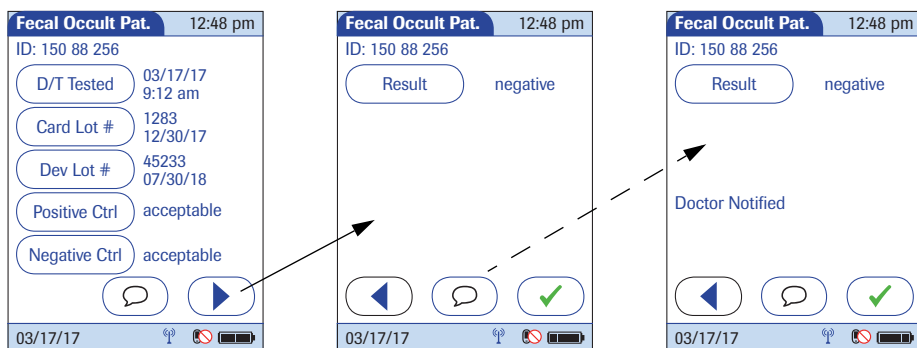 Fecal Occult Pat. 12:48 pm
ID: 150 88 256
D/T Tested 03/17/17
9:12 am
Card Lot # 1283
12/30/17
Dev Lot # 45233
07/30/18
Positive Ctrl acceptable
Negative Ctrl acceptable
03/17/17
Fecal Occult Pat. 12:48 pm
ID: 150 88 256
Result negative
03/17/17
Fecal Occult Pat. 12:48 pm
ID: 150 88 256
Result negative
Doctor Notified
03/17/17